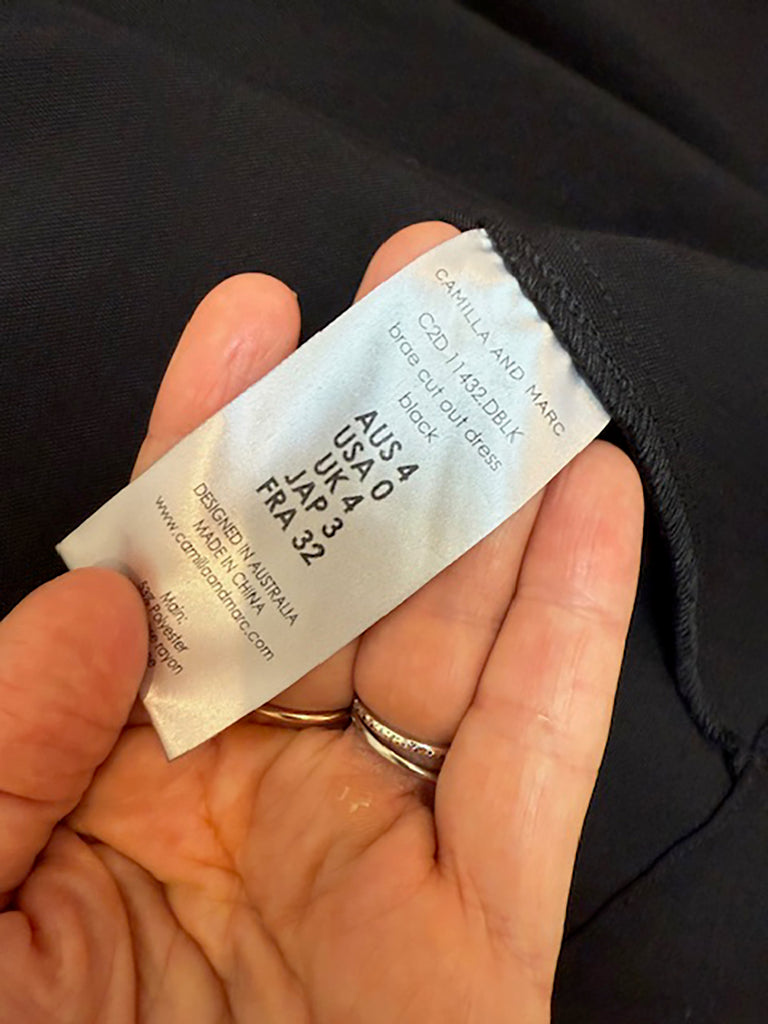 CAMILLA AND MARC
C2D.11432.DBLK
brae cut out dress
black
AUS 4
USA 0
UK 4
JAP 3
FRA 32
DESIGNED IN AUSTRALIA
MADE IN CHINA
www.camillaandmarc.com
Main:
63% Polyester
rayon